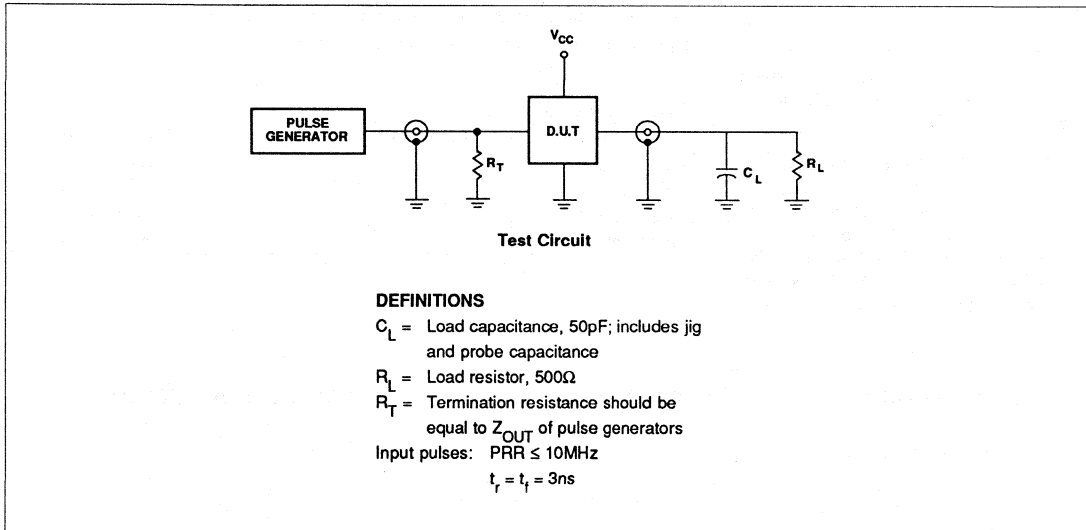 V_CC
PULSE
GENERATOR
D.U.T
R_T
C_L
R_L
Test Circuit
DEFINITIONS
C_L = Load capacitance, 50pF; includes jig
and probe capacitance
R_L = Load resistor, 500Ω
R_T = Termination resistance should be
equal to Z_OUT of pulse generators
Input pulses: PRR ≤ 10MHz
t_r = t_f = 3ns